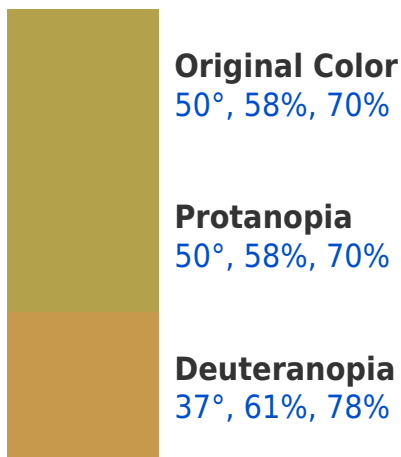 Original Color
50°, 58%, 70%
Protanopia
50°, 58%, 70%
Deuteranopia
37°, 61%, 78%